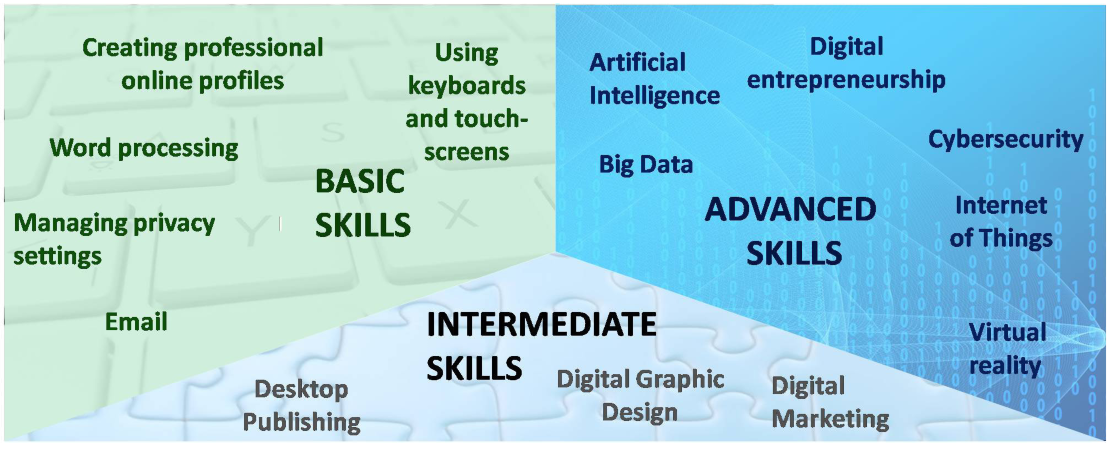 Creating professional
online profiles
Using
keyboards
and touch-
screens
Word processing
BASIC
SKILLS
Managing privacy
settings
Email
Artificial
Intelligence
Digital
entrepreneurship
Cybersecurity
Big Data
ADVANCED
SKILLS
Internet
of Things
Virtual
reality
INTERMEDIATE
SKILLS
Desktop
Publishing
Digital Graphic
Design
Digital
Marketing